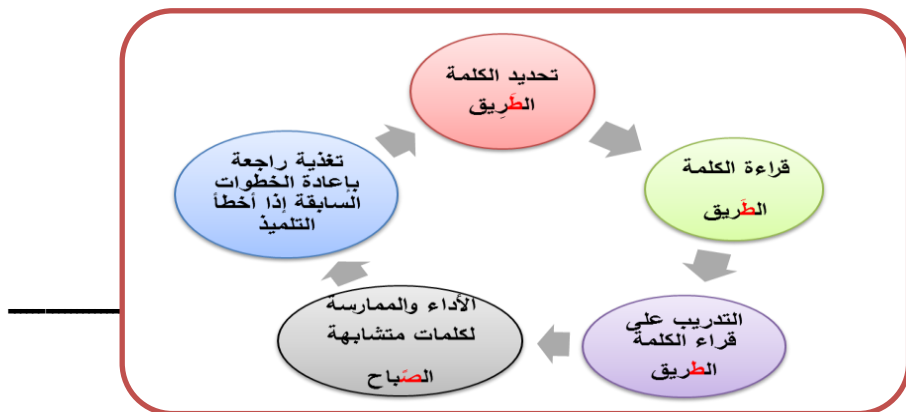 تحديد الكلمة
الطَرِيق
قراءة الكلمة
الطَريق
التدريب على
قراء الكلمة
الطريق
الأداء والممارسة
لكلمات متشابهة
الصَباح
تغذية راجعة
بإعادة الخطوات
السابقة إذا أخطأ
التلميذ